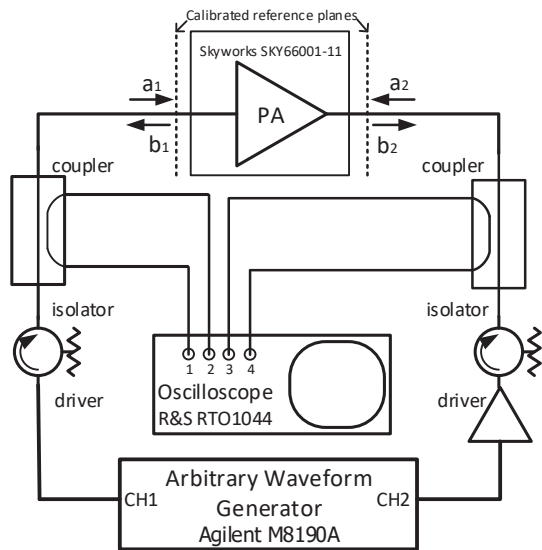 Calibrated reference planes
Skyworks SKY66001-11
a1
a2
PA
b1
b2
coupler
coupler
isolator
isolator
1 2 3 4
driver
Oscilloscope
driver
R&S RTO1044
Arbitrary Waveform
CH1
Generator
CH2
Agilent M8190A